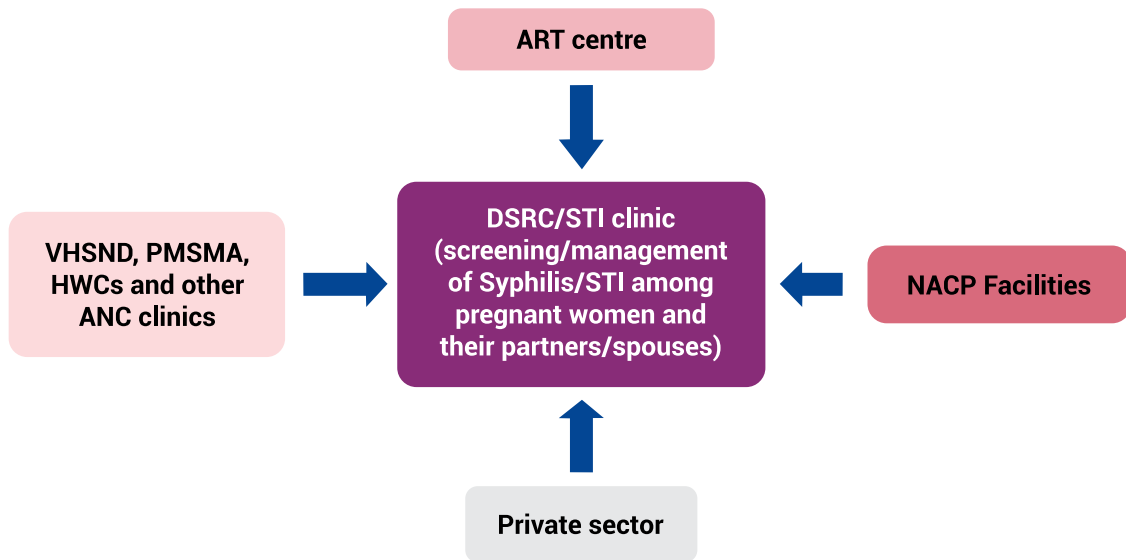 ART centre
DSRC/STI clinic
(screening/management
of Syphilis/STI among
pregnant women and
their partners/spouses)
VHSND, PMSMA,
HWCs and other
ANC clinics
NACP Facilities
Private sector